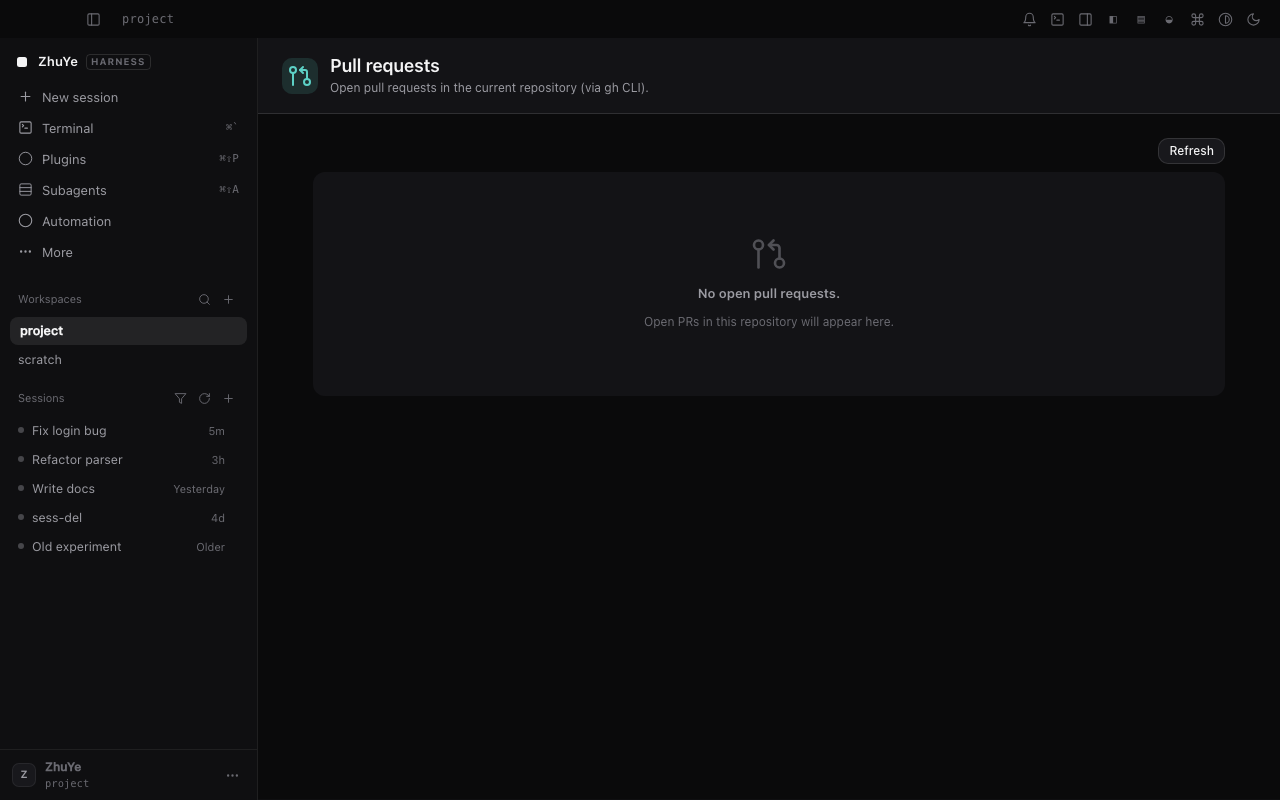 project
ZhuYe HARNESS
New session
Terminal ⌘`
Plugins ⌘⇧P
Subagents ⌘⇧A
Automation
More
Workspaces
project
scratch
Sessions
Fix login bug 5m
Refactor parser 3h
Write docs Yesterday
sess-del 4d
Old experiment Older
Z ZhuYe
project
Pull requests
Open pull requests in the current repository (via gh CLI).
Refresh
No open pull requests.
Open PRs in this repository will appear here.